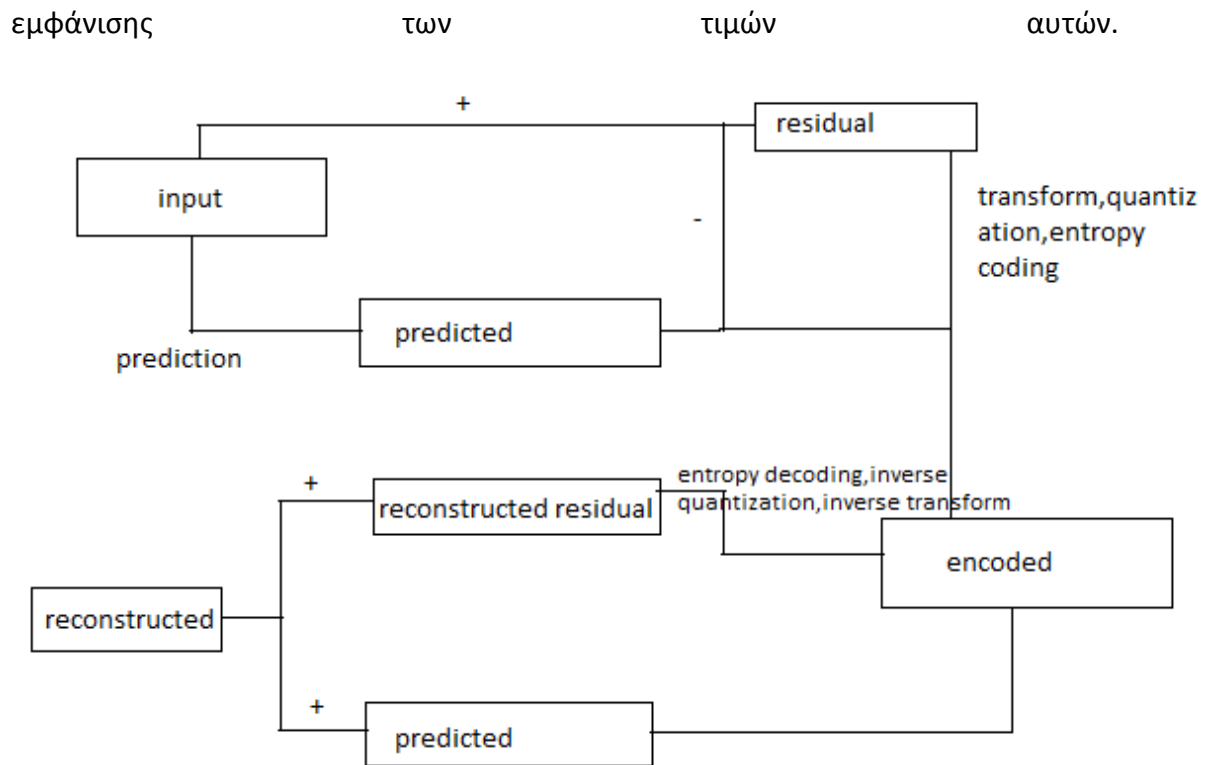 εμφάνισης των τιμών αυτών.
+
residual
input
-
transform,quantiz
ation,entropy
coding
predicted
prediction
entropy decoding,inverse
quantization,inverse transform
+
reconstructed residual
encoded
reconstructed
+
predicted